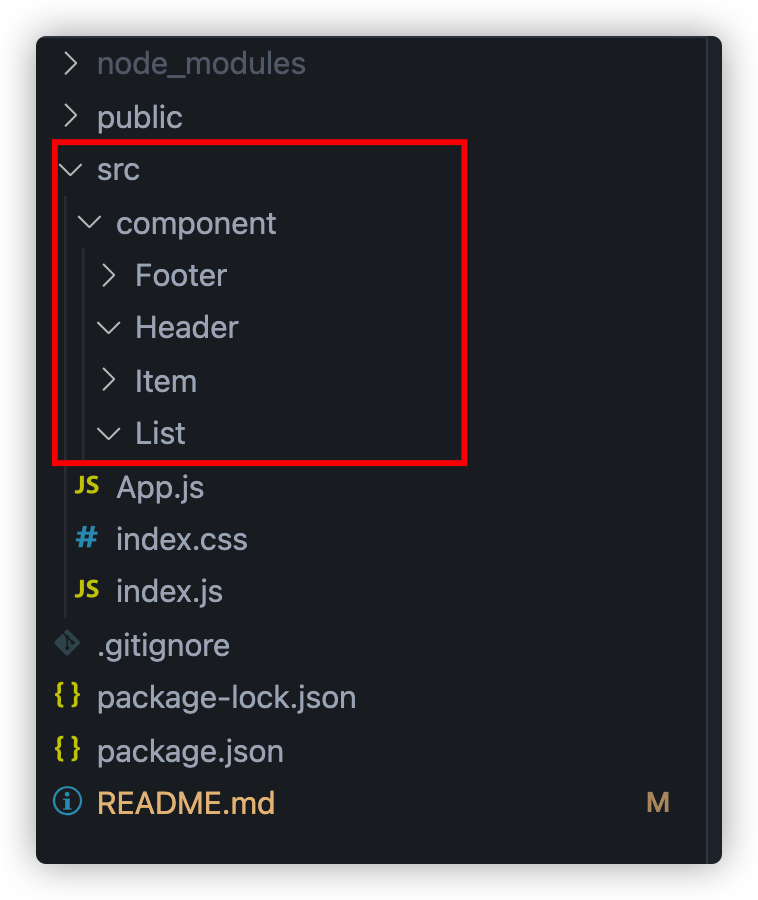 node_modules
public
src
component
Footer
Header
Item
List
JS App.js
# index.css
JS index.js
.gitignore
{} package-lock.json
{} package.json
README.md M